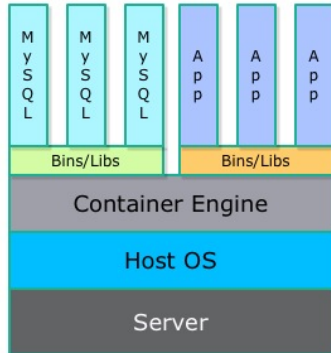 MySQL
MySQL
MySQL
App
App
App
Bins/Libs
Bins/Libs
Container Engine
Host OS
Server